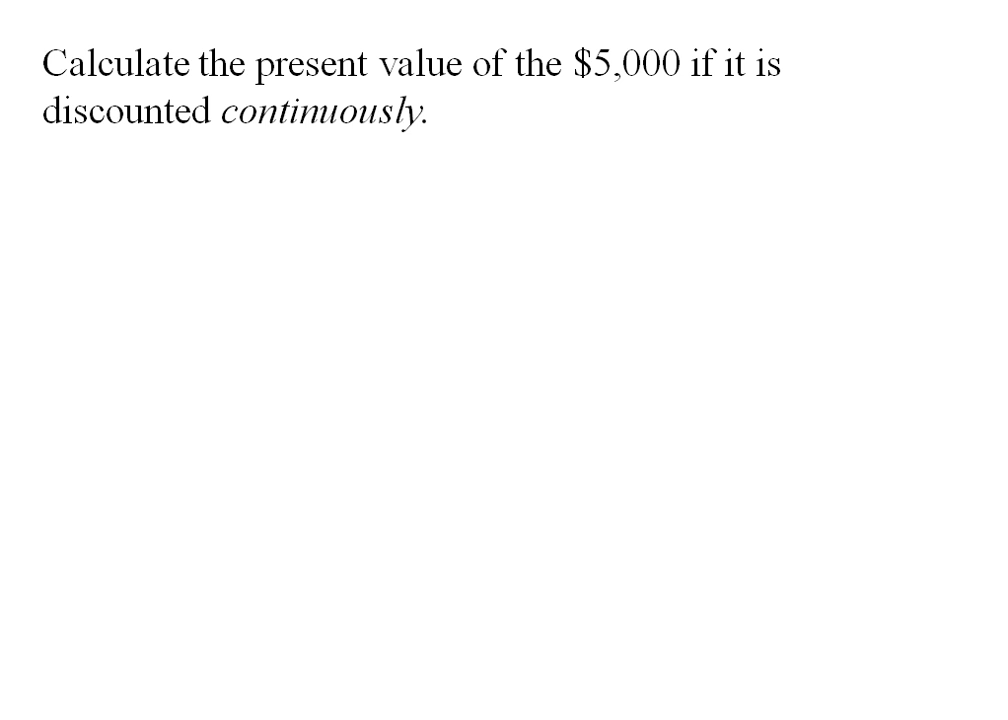 Calculate the present value of the $5,000 if it is
discounted continuously.